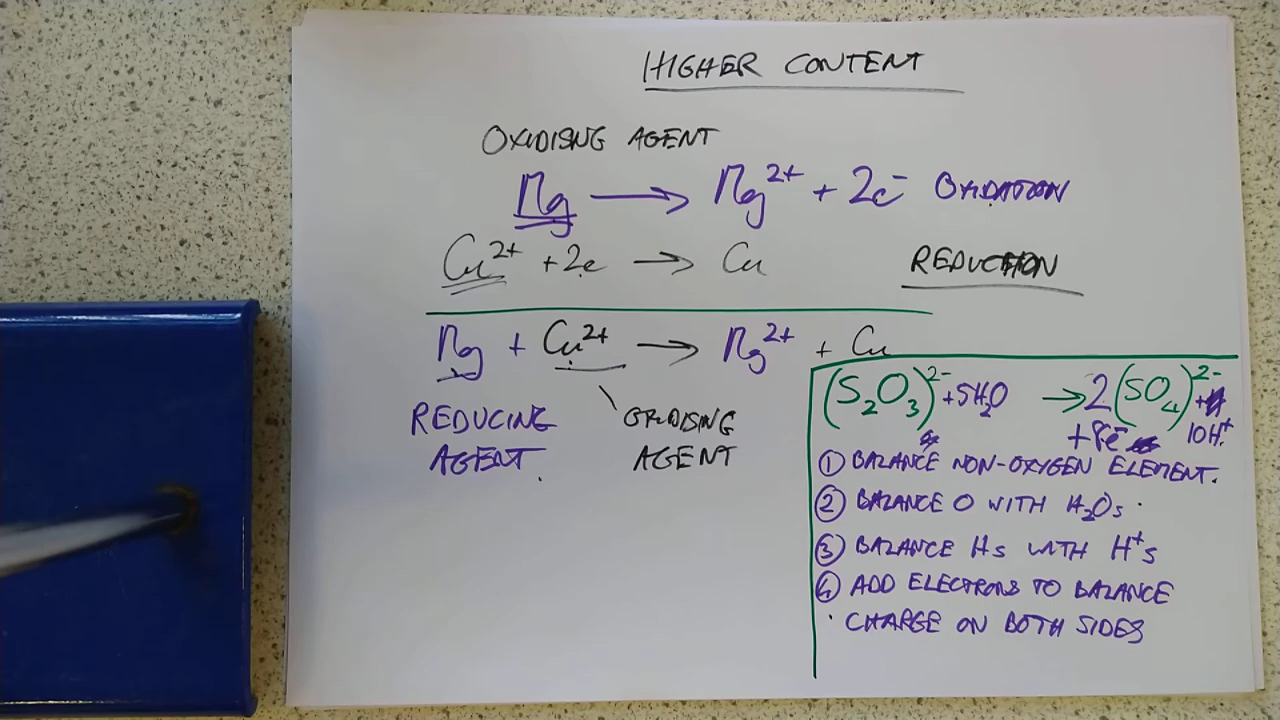 HIGHER CONTENT
OXIDISNG AGENT
Mg → Mg²⁺ + 2e⁻ OXIDATION
Cu²⁺ + 2e → Cu REDUCTION
Mg + Cu²⁺ → Mg²⁺ + Cu
REDUCING
AGENT.
OXIDISING
AGENT
(S₂O₃)²⁻ + 5H₂O → 2(SO₄)²⁻ + 10H⁺
+ 8e⁻
① BALANCE NON-OXYGEN ELEMENT.
② BALANCE O WITH H₂Os.
③ BALANCE Hs WITH H⁺s
④ ADD ELECTRONS TO BALANCE
CHARGE ON BOTH SIDES